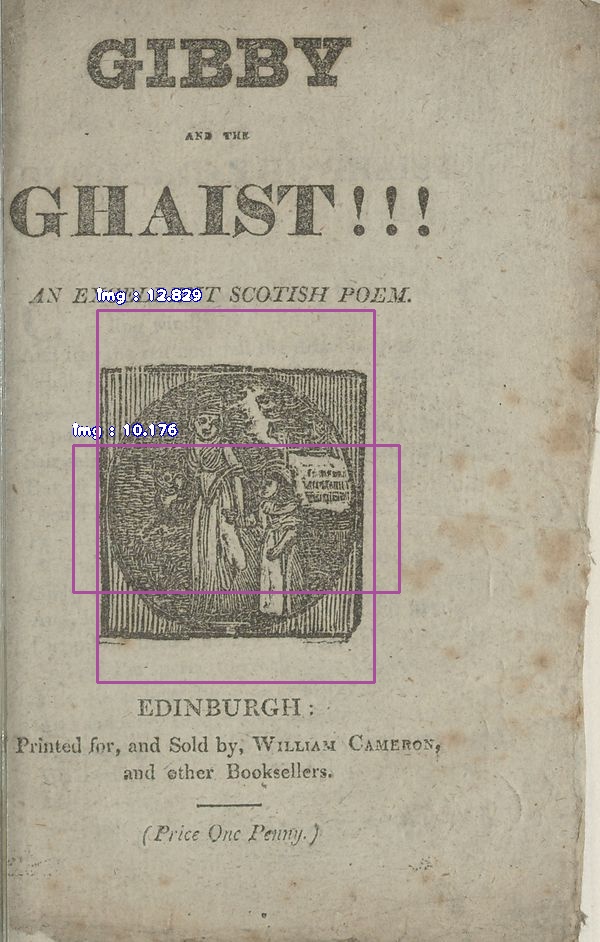 GIBBY
AND THE
GHAIST!!!
AN EXCELLENT SCOTISH POEM.
Img : 12.829
Img : 10.176
EDINBURGH:
Printed for, and Sold by, WILLIAM CAMERON,
and other Booksellers.
(Price One Penny.)